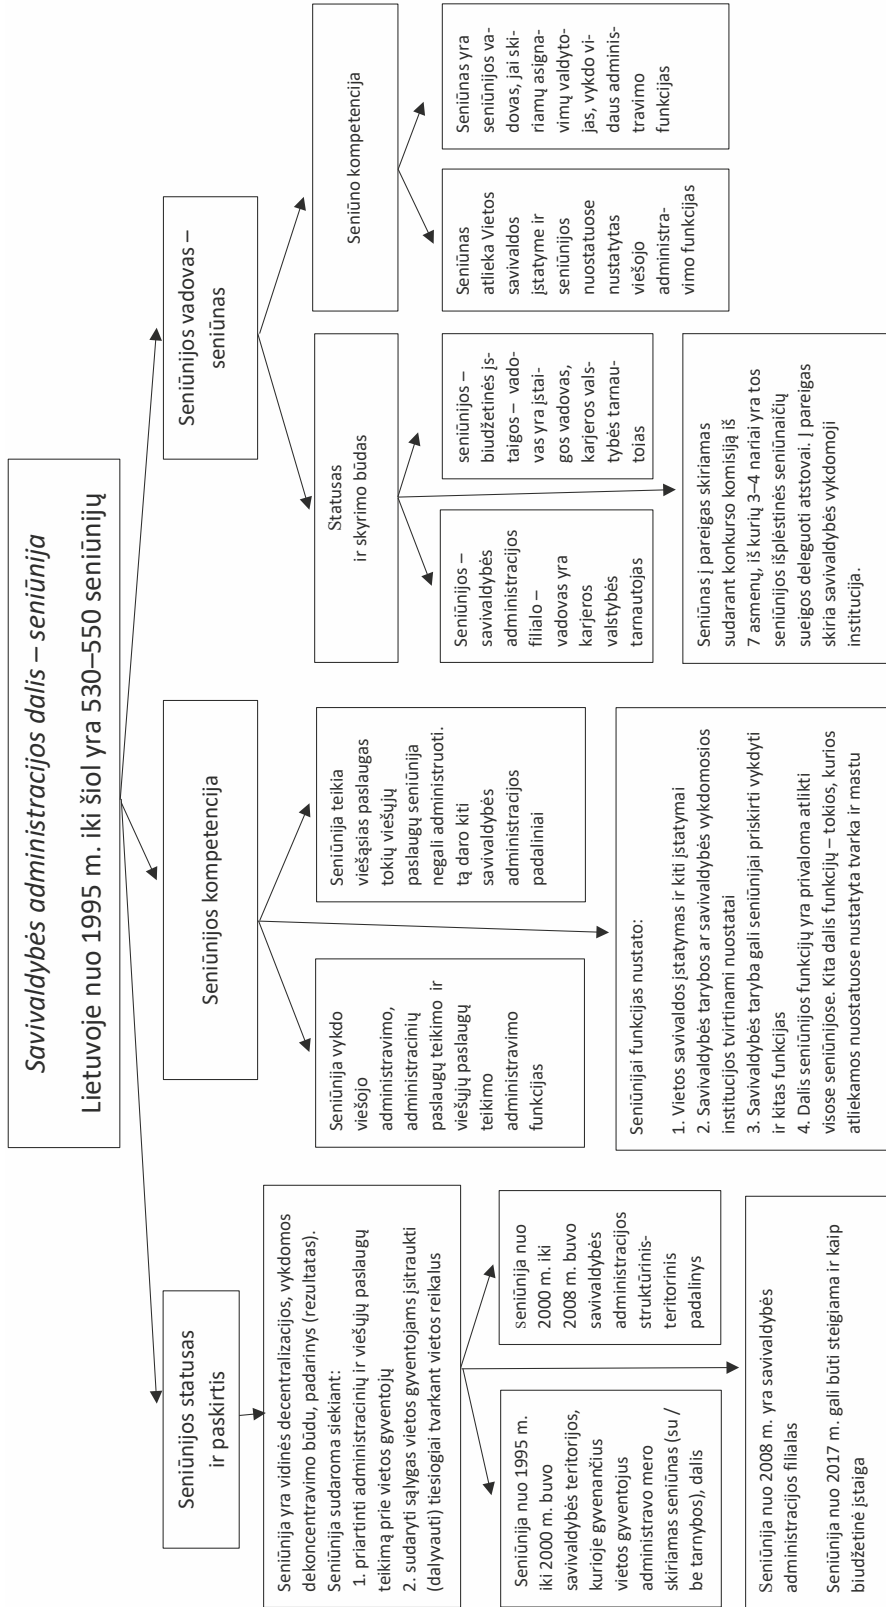 Savivaldybės administracijos dalis – seniūnija
Lietuvoje nuo 1995 m. iki šiol yra 530–550 seniūnijų
Seniūnijos statusas
ir paskirtis
Seniūnija yra vidinės decentralizacijos, vykdomos
dekoncentravimo būdu, padarinys (rezultatas).
Seniūnija sudaroma siekiant:
1. priartinti administracinių ir viešųjų paslaugų
teikimą prie vietos gyventojų
2. sudaryti sąlygas vietos gyventojams įsitraukti
(dalyvauti) tiesiogiai tvarkant vietos reikalus
Seniūnija nuo 1995 m.
iki 2000 m. buvo
savivaldybės teritorijos,
kurioje gyvenančius
vietos gyventojus
administravo mero
skiriamas seniūnas (su /
be tarnybos), dalis
Seniūnija nuo
2000 m. iki
2008 m. buvo
savivaldybės
administracijos
struktūrinis-
teritorinis
padalinys
Seniūnija nuo 2008 m. yra savivaldybės
administracijos filialas
Seniūnija nuo 2017 m. gali būti steigiama ir kaip
biudžetinė įstaiga
Seniūnijos kompetencija
Seniūnija vykdo
viešojo
administravimo,
administracinių
paslaugų teikimo ir
viešųjų paslaugų
teikimo
administravimo
funkcijas
Seniūnija teikia
viešąsias paslaugas
tokių viešųjų
paslaugų seniūnija
negali administruoti.
tą daro kiti
savivaldybės
administracijos
padaliniai
Seniūnijai funkcijas nustato:
1. Vietos savivaldos įstatymas ir kiti įstatymai
2. Savivaldybės tarybos ar savivaldybės vykdomosios
institucijos tvirtinami nuostatai
3. Savivaldybės taryba gali seniūnijai priskirti vykdyti
ir kitas funkcijas
4. Dalis seniūnijos funkcijų yra privaloma atlikti
visose seniūnijose. Kita dalis funkcijų – tokios, kurios
atliekamos nuostatuose nustatyta tvarka ir mastu
Seniūnijos vadovas –
seniūnas
Statusas
ir skyrimo būdas
Seniūnijos –
savivaldybės
administracijos
filialo –
vadovas yra
karjeros
valstybės
tarnautojas
seniūnijos –
biudžetinės įs-
taigos – vado-
vas yra įstai-
gos vadovas,
karjeros vals-
tybės tarnau-
toias
Seniūnas į pareigas skiriamas
sudarant konkurso komisiją iš
7 asmenų, iš kurių 3–4 nariai yra tos
seniūnijos išplėstinės seniūnaičių
sueigos deleguoti atstovai. Į pareigas
skiria savivaldybės vykdomoji
institucija.
Seniūno kompetencija
Seniūnas
atlieka Vietos
savivaldos
įstatyme ir
seniūnijos
nuostatuose
nustatytas
viešojo
administra-
vimo funkcijas
Seniūnas yra
seniūnijos va-
dovas, jai ski-
riamų asigna-
vimų valdyto-
jas, vykdo vi-
daus adminis-
travimo
funkcijas